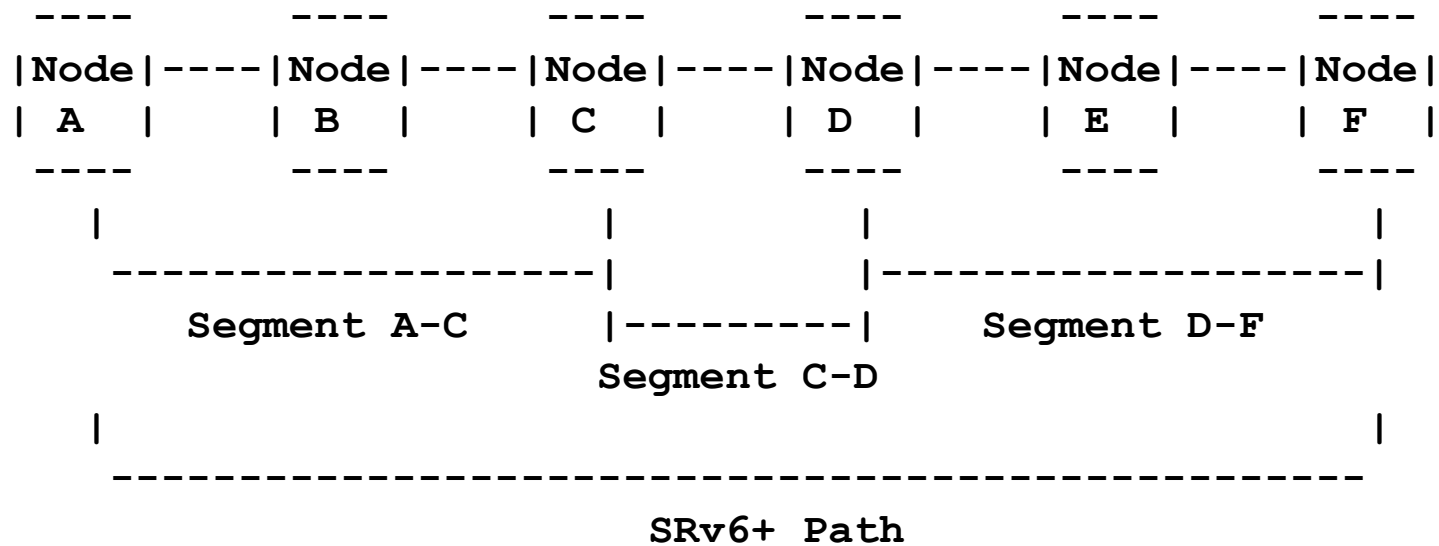 |Node|----|Node|----|Node|----|Node|----|Node|----|Node|
| A | | B | | C | | D | | E | | F |
Segment A-C |---------| Segment D-F
Segment C-D
SRv6+ Path